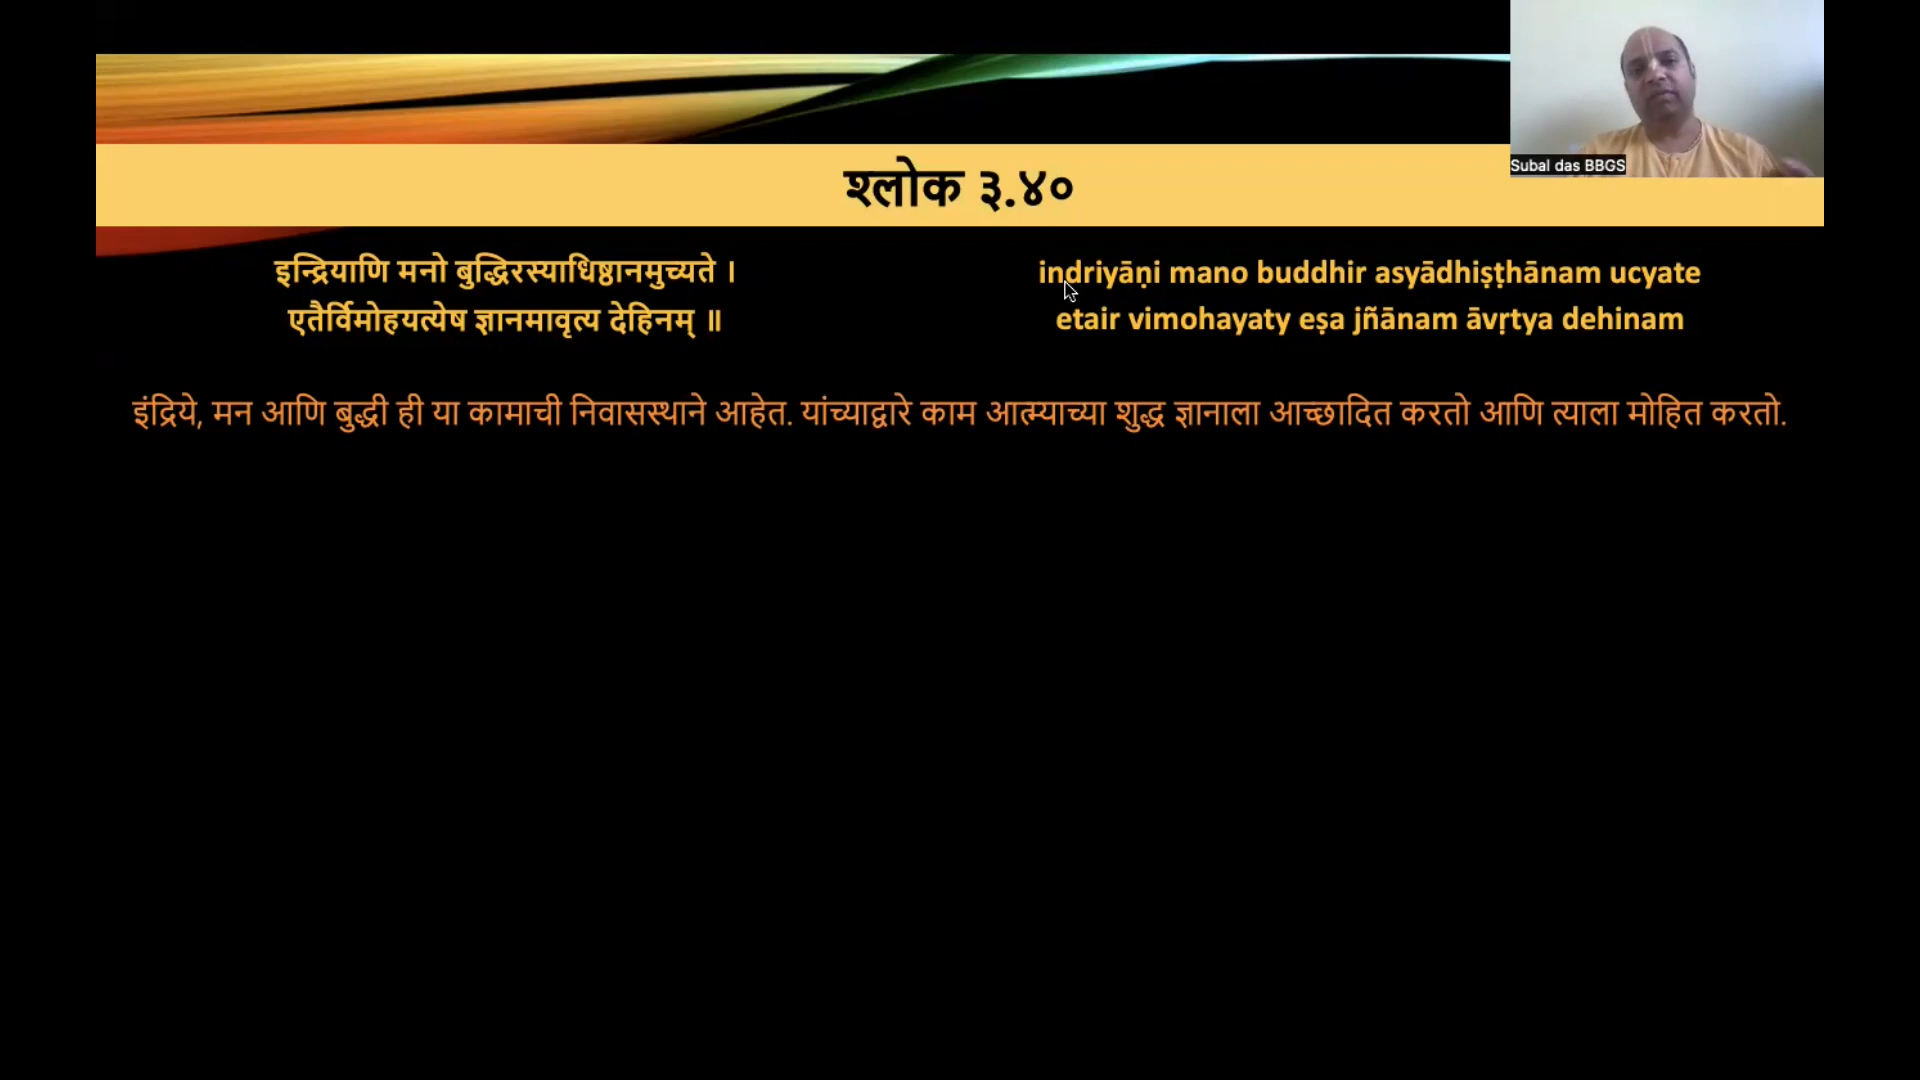 श्लोक ३.४०
इन्द्रियाणि मनो बुद्धिरस्याधिष्ठानमुच्यते ।
एतैर्विमोहयत्येष ज्ञानमावृत्य देहिनम् ॥
indriyāṇi mano buddhir asyādhiṣṭhānam ucyate
etair vimohayaty eṣa jñānam āvṛtya dehinam
इंद्रिये, मन आणि बुद्धी ही या कामाची निवासस्थाने आहेत. यांच्याद्वारे काम आत्म्याच्या शुद्ध ज्ञानाला आच्छादित करतो आणि त्याला मोहित करतो.
Subal das BBGS